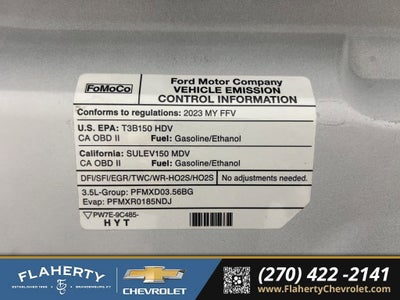 FoMoCo
Ford Motor Company
VEHICLE EMISSION
CONTROL INFORMATION
Conforms to regulations: 2023 MY FFV
U.S. EPA: T3B150 HDV
CA OBD II Fuel: Gasoline/Ethanol
California: SULEV150 MDV
CA OBD II Fuel: Gasoline/Ethanol
DFI/SFI/EGR/TWC/WR-HO2S/HO2S No adjustments needed.
3.5L-Group: PFMXD03.56BG
Evap: PFMXR0185NDJ
PW7E-9C485-
HYT
FLAHERTY
CHEVROLET
(270) 422-2141
www.FlahertyChevrolet.com